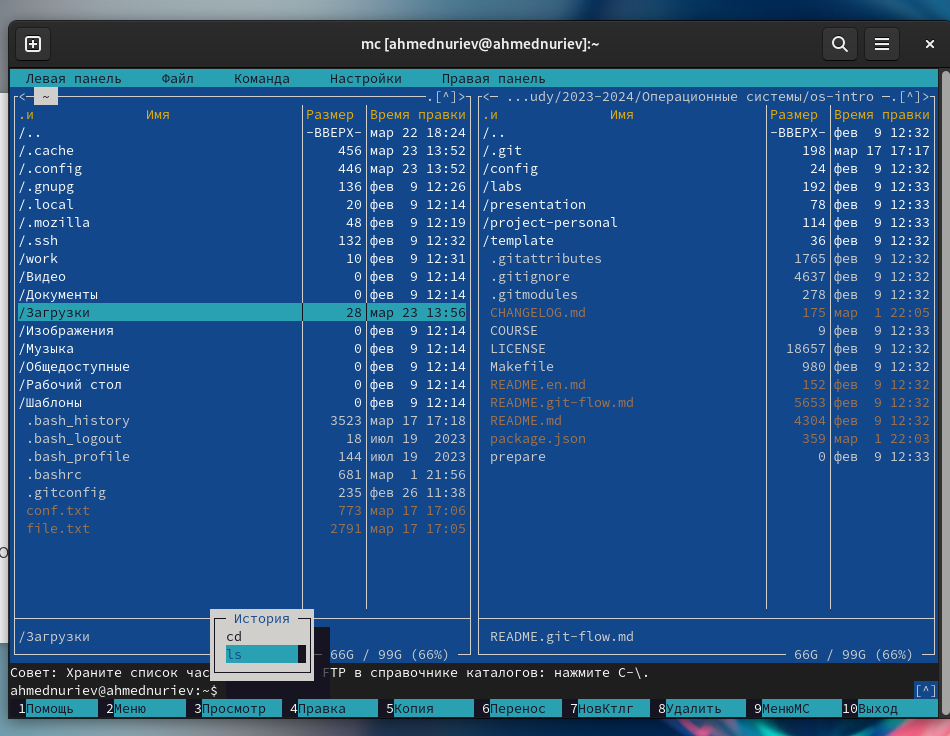 mc [ahmednuriev@ahmednuriev]:~
Левая панель Файл Команда Настройки Правая панель
<─ ~ .[^]> <─ ...udy/2023-2024/Операционные системы/os-intro ─.[^]>
.и Имя Размер Время правки .и Имя Размер Время правки
/.. -ВВЕРХ- мар 22 18:24 /.. -ВВЕРХ- фев 9 12:32
/.cache 456 мар 23 13:52 /.git 198 мар 17 17:17
/.config 446 мар 23 13:52 /config 24 фев 9 12:32
/.gnupg 136 фев 9 12:26 /labs 192 фев 9 12:33
/.local 20 фев 9 12:14 /presentation 78 фев 9 12:33
/.mozilla 48 фев 9 12:19 /project-personal 114 фев 9 12:33
/.ssh 132 фев 9 12:32 /template 36 фев 9 12:32
/work 10 фев 9 12:31 .gitattributes 1765 фев 9 12:32
/Видео 0 фев 9 12:14 .gitignore 4637 фев 9 12:32
/Документы 0 фев 9 12:14 .gitmodules 278 фев 9 12:32
/Загрузки 28 мар 23 13:56 CHANGELOG.md 175 мар 1 22:05
/Изображения 0 фев 9 12:14 COURSE 9 фев 9 12:33
/Музыка 0 фев 9 12:14 LICENSE 18657 фев 9 12:32
/Общедоступные 0 фев 9 12:14 Makefile 980 фев 9 12:32
/Рабочий стол 0 фев 9 12:14 README.en.md 152 фев 9 12:32
/Шаблоны 0 фев 9 12:14 README.git-flow.md 5653 фев 9 12:32
.bash_history 3523 мар 17 17:18 README.md 4304 фев 9 12:32
.bash_logout 18 июл 19 2023 package.json 359 мар 1 22:03
.bash_profile 144 июл 19 2023 prepare 0 фев 9 12:33
.bashrc 681 мар 1 21:56
.gitconfig 235 фев 26 11:38
conf.txt 773 мар 17 17:06
file.txt 2791 мар 17 17:05
История
/Загрузки cd README.git-flow.md
ls 66G / 99G (66%) 66G / 99G (66%)
Совет: Храните список час FTP в справочнике каталогов: нажмите C-\.
ahmednuriev@ahmednuriev:~$ [^]
1Помощь 2Меню 3Просмотр 4Правка 5Копия 6Перенос 7НовКтлг 8Удалить 9МенюMC 10Выход